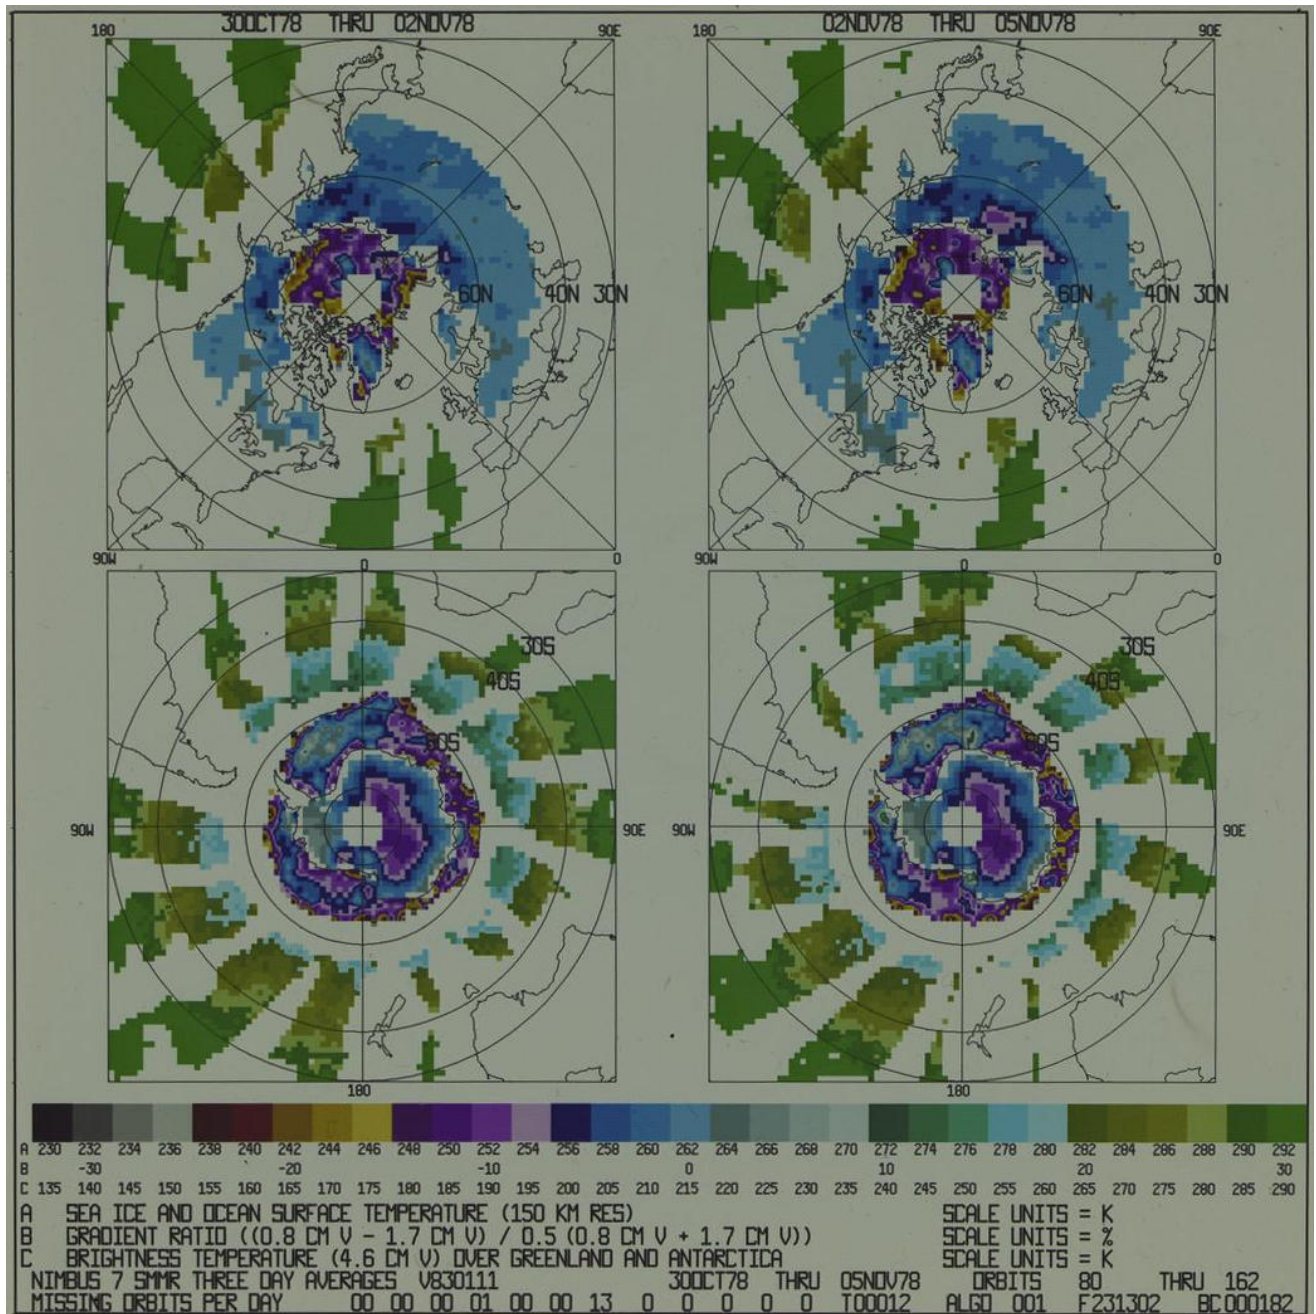 30OCT78 THRU 02NOV78 02NOV78 THRU 05NOV78
180 90E 180 90E
60N 40N 30N 60N 40N 30N
90W 0 90W 0
0 0
30S 30S
40S 40S
60S 60S
90W 90E 90W 90E
180 180
A 230 232 234 236 238 240 242 244 246 248 250 252 254 256 258 260 262 264 266 268 270 272 274 276 278 280 282 284 286 288 290 292
B -30 -20 -10 0 10 20 30
C 135 140 145 150 155 160 165 170 175 180 185 190 195 200 205 210 215 220 225 230 235 240 245 250 255 260 265 270 275 280 285 290
A SEA ICE AND OCEAN SURFACE TEMPERATURE (150 KM RES) SCALE UNITS = K
B GRADIENT RATIO ((0.8 CM V - 1.7 CM V) / 0.5 (0.8 CM V + 1.7 CM V)) SCALE UNITS = %
C BRIGHTNESS TEMPERATURE (4.6 CM V) OVER GREENLAND AND ANTARCTICA SCALE UNITS = K
NIMBUS 7 SMMR THREE DAY AVERAGES V830111 30OCT78 THRU 05NOV78 ORBITS 80 THRU 162
MISSING ORBITS PER DAY 00 00 00 01 00 00 13 0 0 0 0 0 T00012 ALGO 001 F231302 BC000182